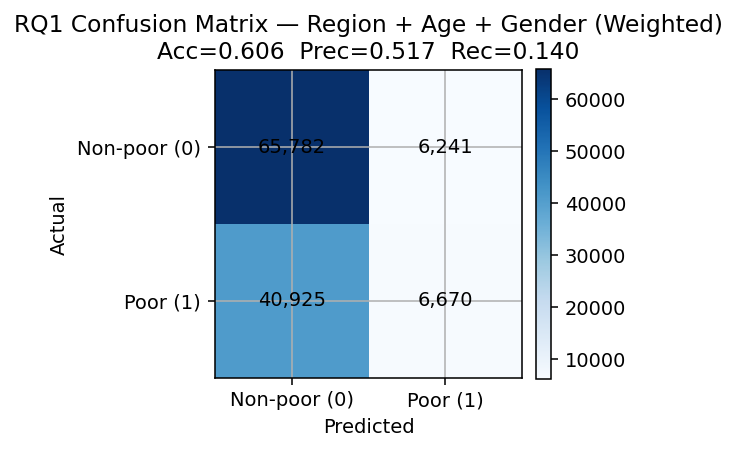 RQ1 Confusion Matrix — Region + Age + Gender (Weighted)
Acc=0.606 Prec=0.517 Rec=0.140
60000
Non-poor (0)
65,782
6,241
50000
Actual
40000
30000
Poor (1)
40,925
6,670
20000
10000
Non-poor (0)
Poor (1)
Predicted